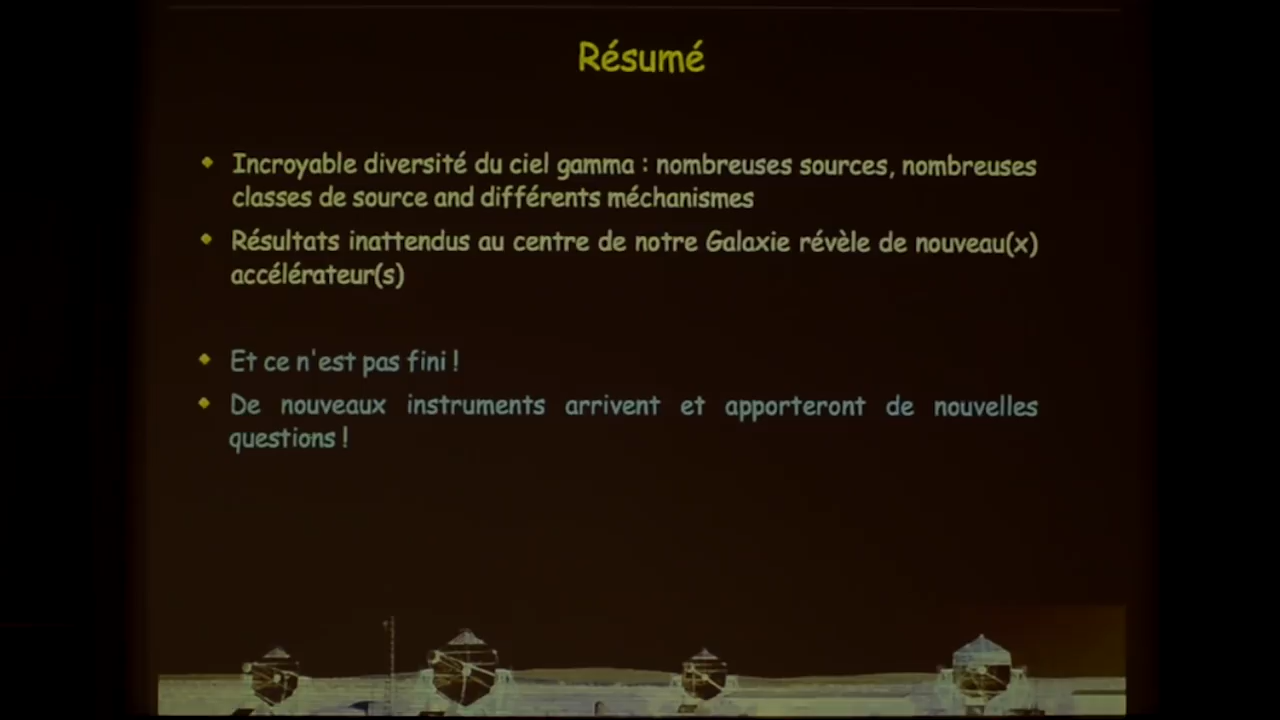 Résumé
Incroyable diversité du ciel gamma : nombreuses sources, nombreuses
classes de source and différents méchanismes
Résultats inattendus au centre de notre Galaxie révèle de nouveau(x)
accélérateur(s)
Et ce n'est pas fini !
De nouveaux instruments arrivent et apporteront de nouvelles
questions !